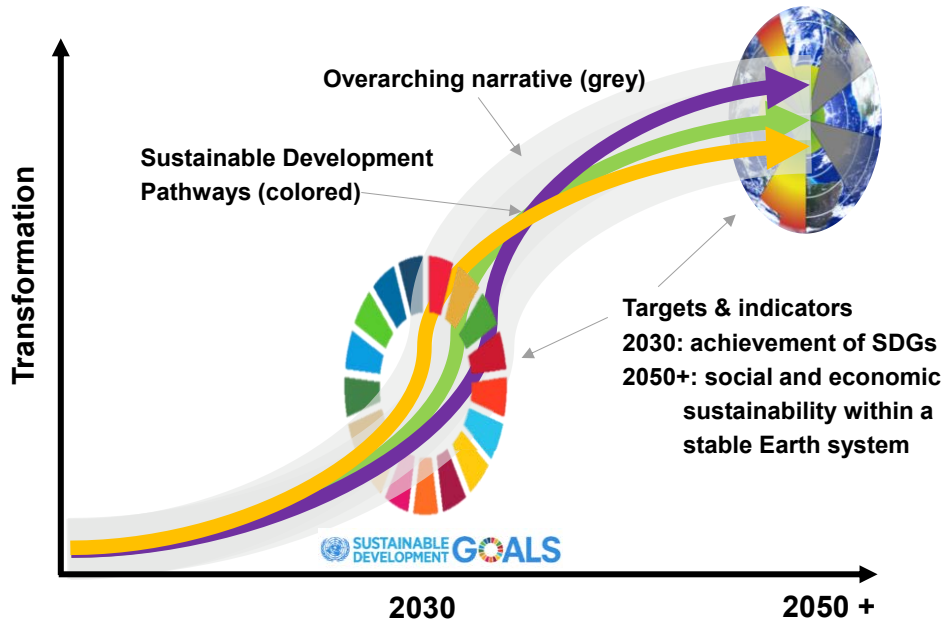 Overarching narrative (grey)
Sustainable Development
Pathways (colored)
Transformation
Targets & indicators
2030: achievement of SDGs
2050+: social and economic
sustainability within a
stable Earth system
SUSTAINABLE
DEVELOPMENT
GOALS
2030
2050 +